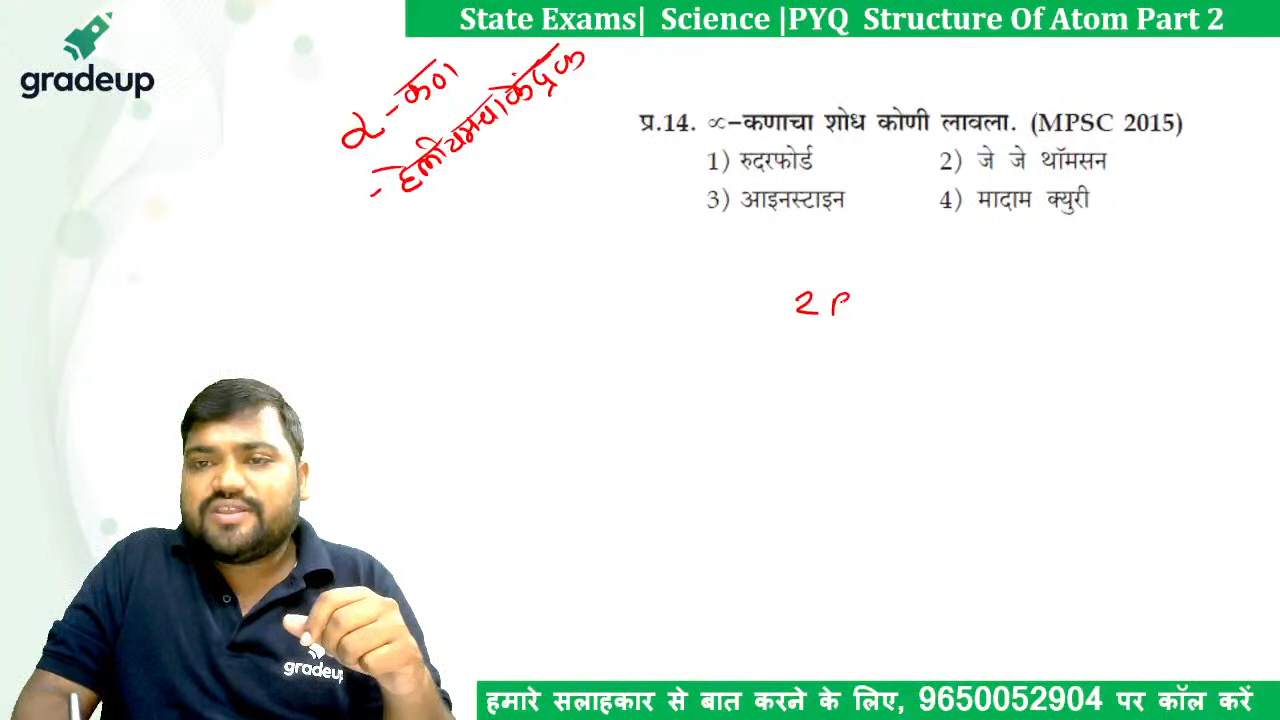 State Exams| Science |PYQ Structure Of Atom Part 2
gradeup
α - कण
- हेलीयमचा केंद्रक
प्र.14. ∝-कणाचा शोध कोणी लावला. (MPSC 2015)
1) रुदरफोर्ड 2) जे जे थॉमसन
3) आइनस्टाइन 4) मादाम क्युरी
2 P
gradeup
हमारे सलाहकार से बात करने के लिए, 9650052904 पर कॉल करें